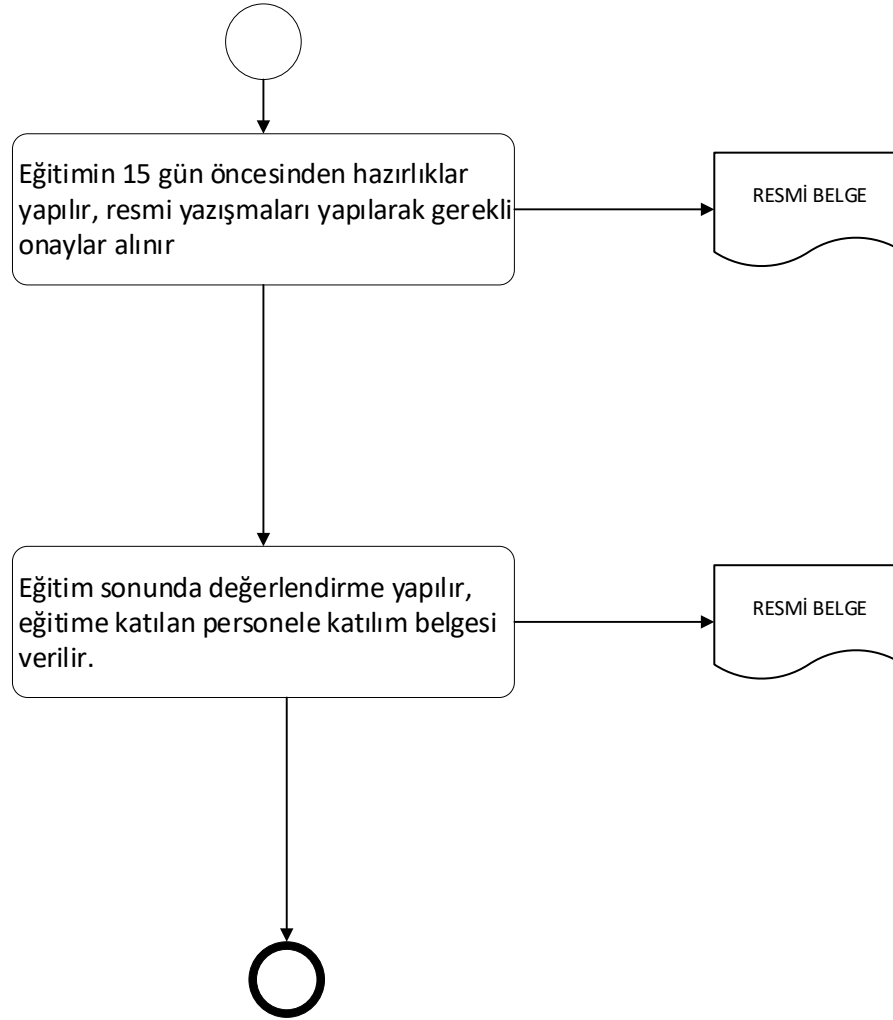 Eğitimin 15 gün öncesinden hazırlıklar
yapılır, resmi yazışmaları yapılarak gerekli
onaylar alınır
RESMİ BELGE
Eğitim sonunda değerlendirme yapılır,
eğitime katılan personele katılım belgesi
verilir.
RESMİ BELGE